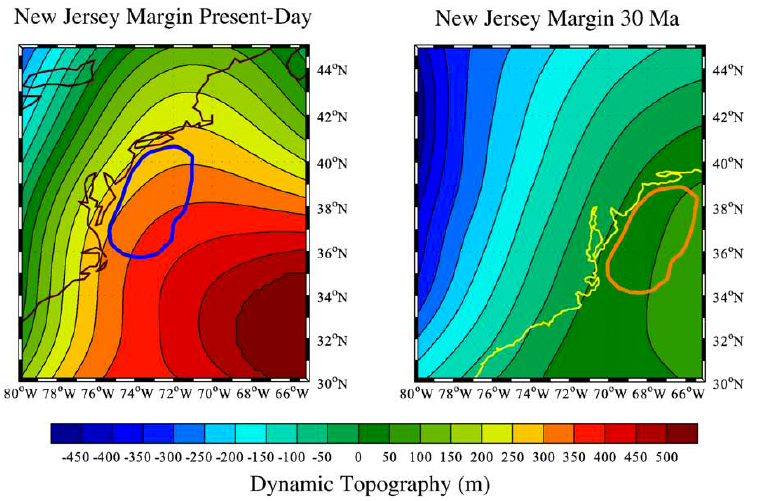 New Jersey Margin Present-Day
New Jersey Margin 30 Ma
44°N
42°N
40°N
38°N
36°N
34°N
32°N
30°N
80°W 78°W 76°W 74°W 72°W 70°W 68°W 66°W
44°N
42°N
40°N
38°N
36°N
34°N
32°N
30°N
80°W 78°W 76°W 74°W 72°W 70°W 68°W 66°W
-450 -400 -350 -300 -250 -200 -150 -100 -50 0 50 100 150 200 250 300 350 400 450 500
Dynamic Topography (m)